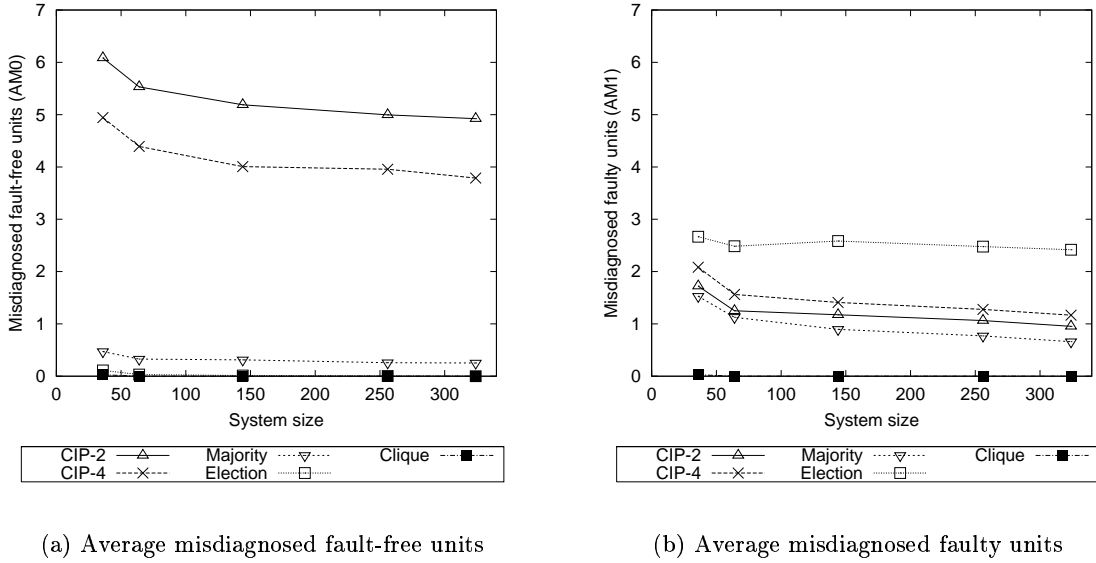 Misdiagnosed fault-free units (AM0)
7
6
5
4
3
2
1
0
0 50 100 150 200 250 300
System size
CIP-2 Majority Clique
CIP-4 Election
(a) Average misdiagnosed fault-free units
Misdiagnosed faulty units (AM1)
7
6
5
4
3
2
1
0
0 50 100 150 200 250 300
System size
CIP-2 Majority Clique
CIP-4 Election
(b) Average misdiagnosed faulty units